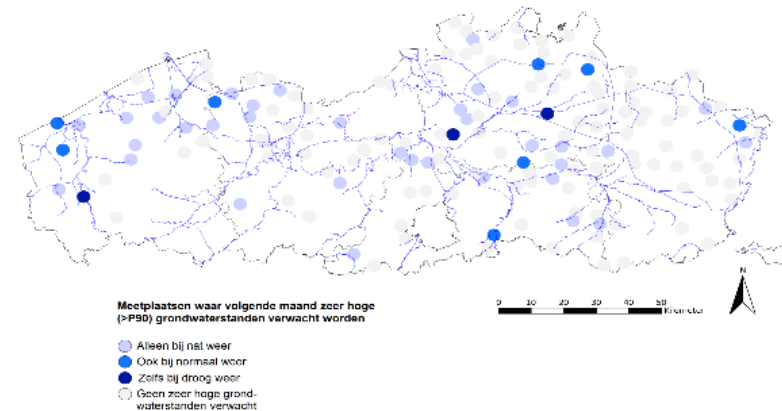 Meetplaatsen waar volgende maand zeer hoge
(>P90) grondwaterstanden verwacht worden
Alleen bij nat weer
Ook bij normaal weer
Zelfs bij droog weer
Geen zeer hoge grond-
waterstanden verwacht
0 10 20 30 40 50
Kilometer
N